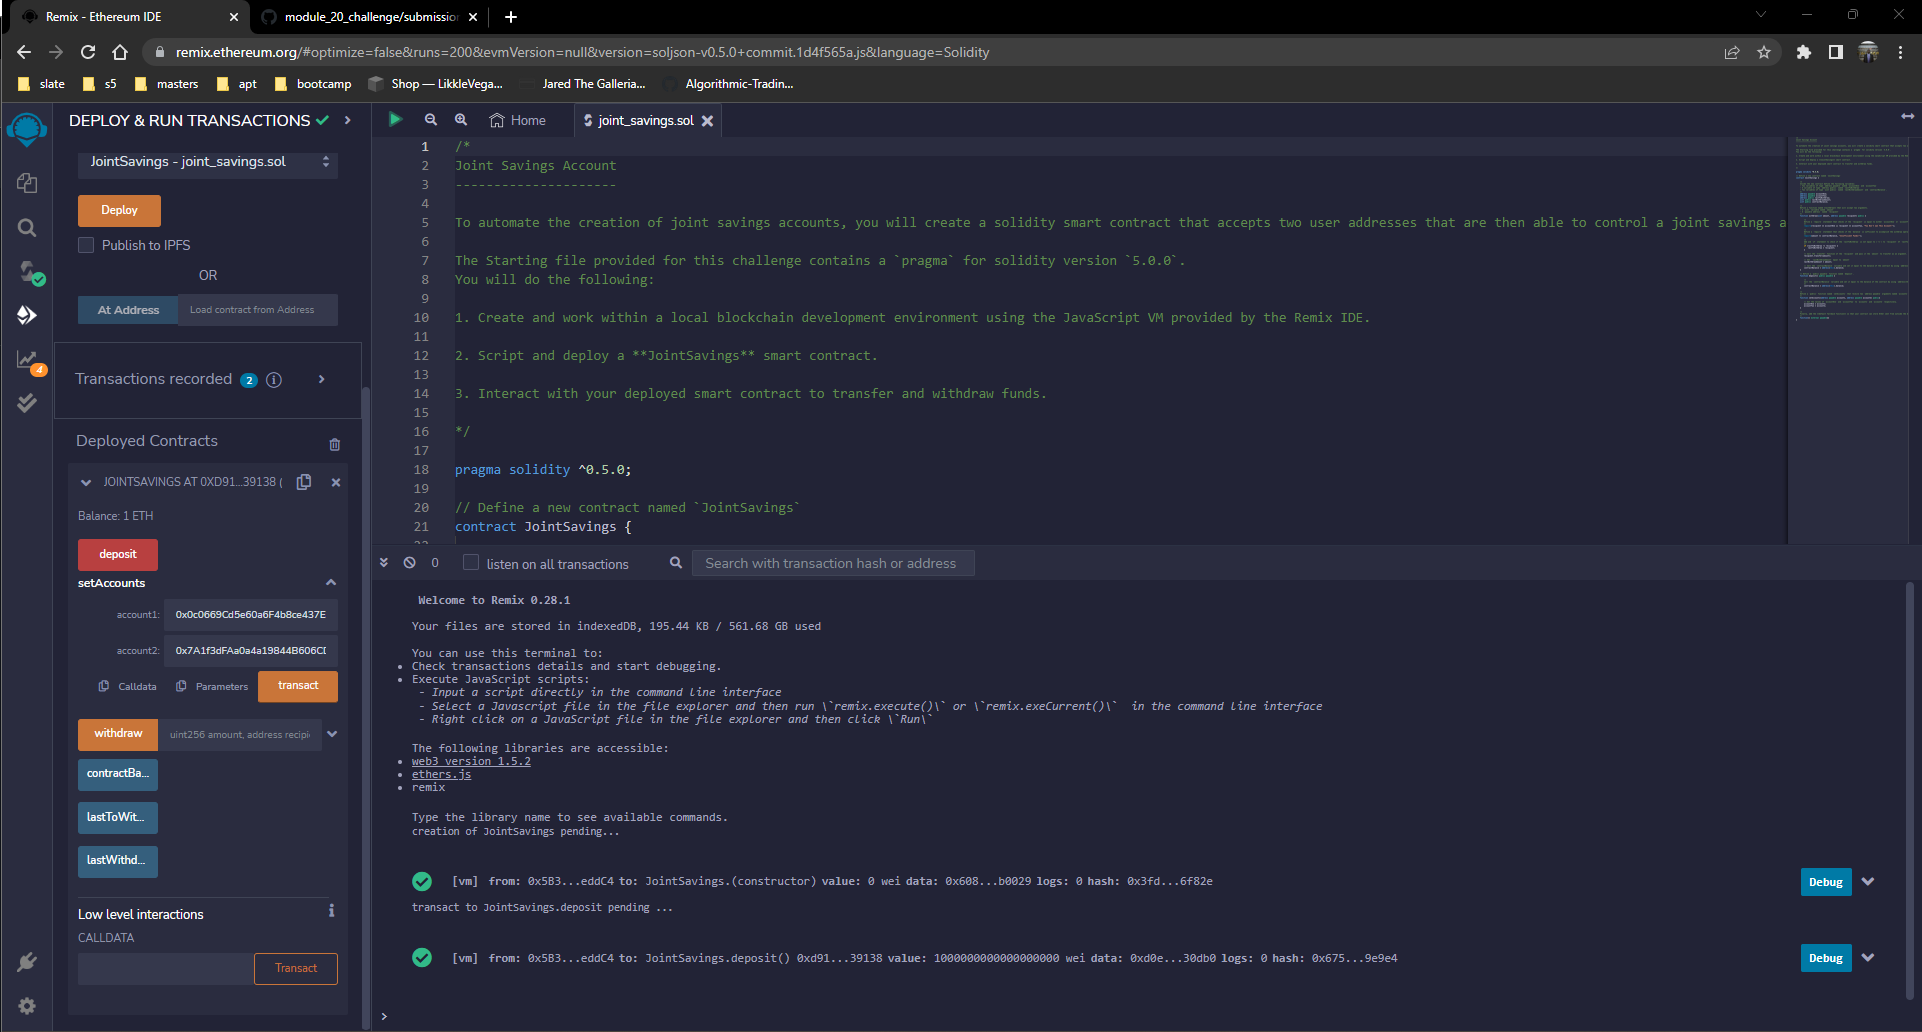 Remix - Ethereum IDE
module_20_challenge/submission
remix.ethereum.org/#optimize=false&runs=200&evmVersion=null&version=soljson-v0.5.0+commit.1d4f565a.js&language=Solidity
slate s5 masters apt bootcamp Shop — LikkleVega... Jared The Galleria... Algorithmic-Tradin...
DEPLOY & RUN TRANSACTIONS
JointSavings - joint_savings.sol
Deploy
Publish to IPFS
OR
At Address Load contract from Address
4
Transactions recorded 2 i
Deployed Contracts
JOINTSAVINGS AT 0XD91...39138 (
Balance: 1 ETH
deposit
setAccounts
account1: 0x0c0669Cd5e60a6F4b8ce437E
account2: 0x7A1f3dFAa0a4a19844B606CD
Calldata Parameters transact
withdraw uint256 amount, address recipi
contractBa...
lastToWit...
lastWithd...
Low level interactions i
CALLDATA
Transact
Home joint_savings.sol
1 /*
2 Joint Savings Account
3 ---------------------
4
5 To automate the creation of joint savings accounts, you will create a solidity smart contract that accepts two user addresses that are then able to control a joint savings a
6
7 The Starting file provided for this challenge contains a `pragma` for solidity version `5.0.0`.
8 You will do the following:
9
10 1. Create and work within a local blockchain development environment using the JavaScript VM provided by the Remix IDE.
11
12 2. Script and deploy a **JointSavings** smart contract.
13
14 3. Interact with your deployed smart contract to transfer and withdraw funds.
15
16 */
17
18 pragma solidity ^0.5.0;
19
20 // Define a new contract named `JointSavings`
21 contract JointSavings {
0 listen on all transactions Search with transaction hash or address
Welcome to Remix 0.28.1
Your files are stored in indexedDB, 195.44 KB / 561.68 GB used
You can use this terminal to:
• Check transactions details and start debugging.
• Execute JavaScript scripts:
- Input a script directly in the command line interface
- Select a Javascript file in the file explorer and then run \`remix.execute()\` or \`remix.exeCurrent()\` in the command line interface
- Right click on a JavaScript file in the file explorer and then click \`Run\`
The following libraries are accessible:
• web3 version 1.5.2
• ethers.js
• remix
Type the library name to see available commands.
creation of JointSavings pending...
[vm] from: 0x5B3...eddC4 to: JointSavings.(constructor) value: 0 wei data: 0x608...b0029 logs: 0 hash: 0x3fd...6f82e
Debug
transact to JointSavings.deposit pending ...
[vm] from: 0x5B3...eddC4 to: JointSavings.deposit() 0xd91...39138 value: 1000000000000000000 wei data: 0xd0e...30db0 logs: 0 hash: 0x675...9e9e4
Debug
>